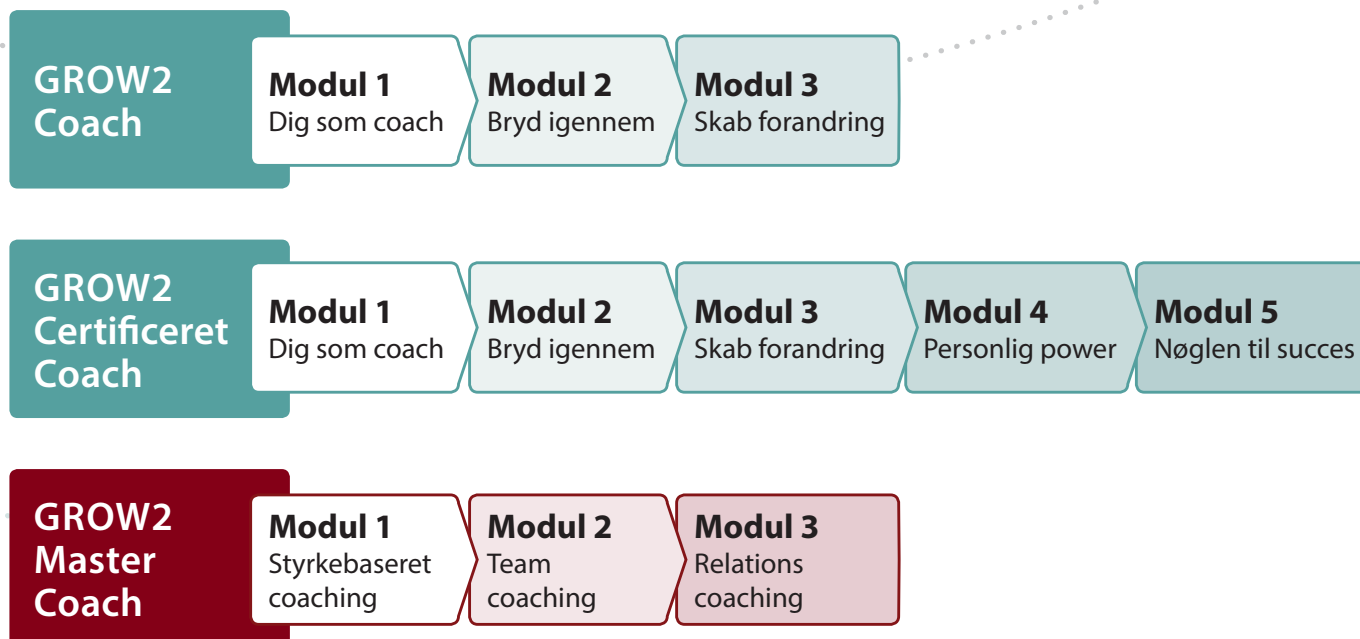 GROW2
Coach
Modul 1
Dig som coach
Modul 2
Bryd igennem
Modul 3
Skab forandring
GROW2
Certificeret
Coach
Modul 1
Dig som coach
Modul 2
Bryd igennem
Modul 3
Skab forandring
Modul 4
Personlig power
Modul 5
Nøglen til succes
GROW2
Master
Coach
Modul 1
Styrkebaseret
coaching
Modul 2
Team
coaching
Modul 3
Relations
coaching